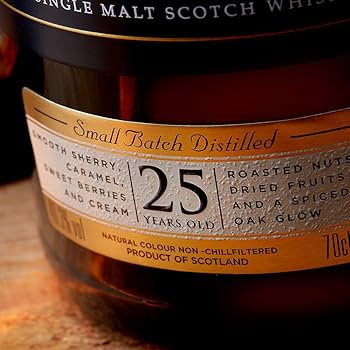 SINGLE MALT SCOTCH WHIS
Small Batch Distilled
SMOOTH SHERRY,
CARAMEL,
SWEET BERRIES
AND CREAM
25
YEARS OLD
ROASTED NUTS
DRIED FRUITS
AND A SPICED
OAK GLOW
NATURAL COLOUR NON-CHILLFILTERED
PRODUCT OF SCOTLAND
70cl